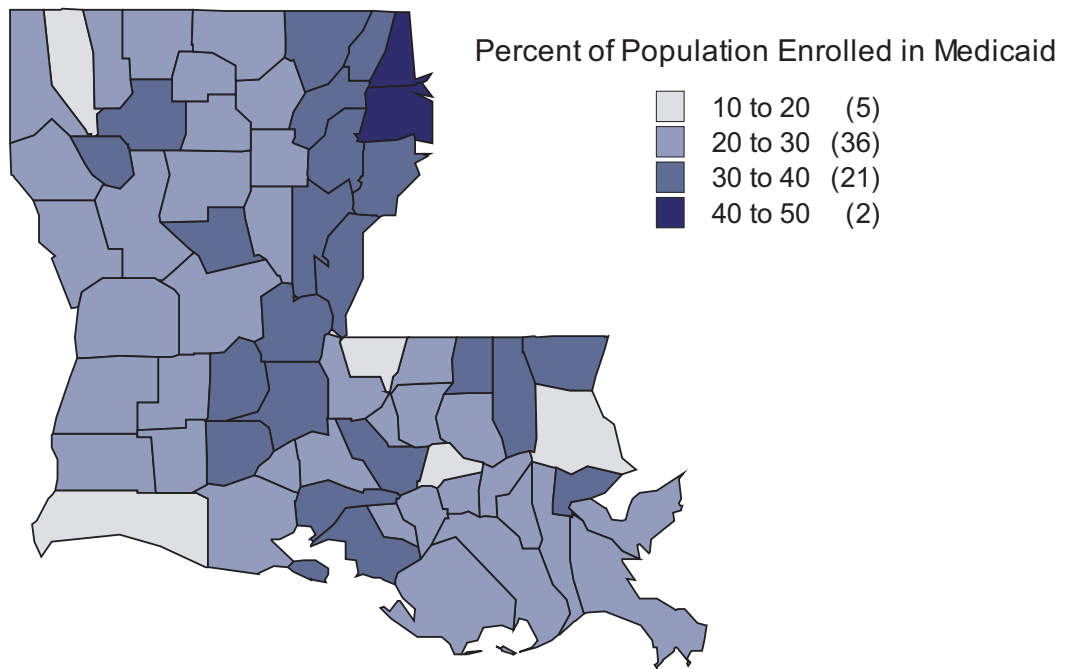 Percent of Population Enrolled in Medicaid
10 to 20 (5)
20 to 30 (36)
30 to 40 (21)
40 to 50 (2)